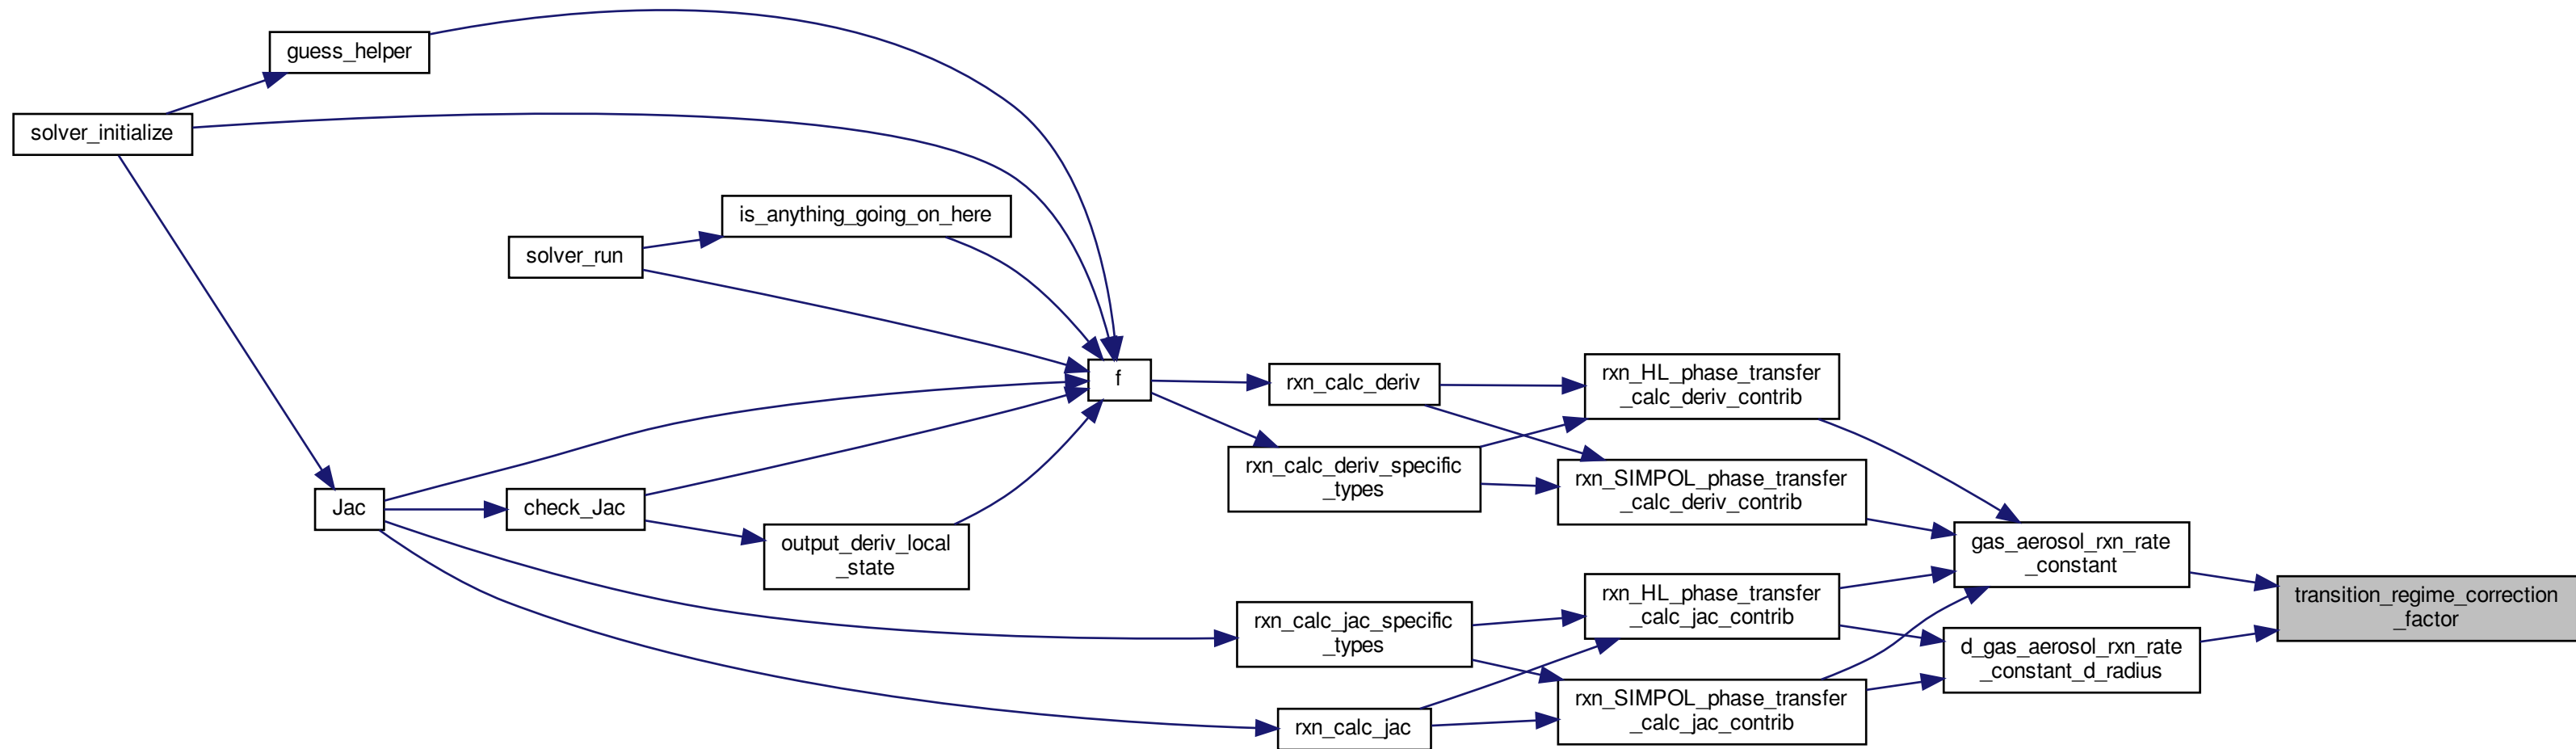 guess_helper
solver_initialize
is_anything_going_on_here
solver_run
f
rxn_calc_deriv
rxn_HL_phase_transfer
_calc_deriv_contrib
rxn_calc_deriv_specific
_types
rxn_SIMPOL_phase_transfer
_calc_deriv_contrib
Jac
check_Jac
output_deriv_local
_state
gas_aerosol_rxn_rate
_constant
transition_regime_correction
_factor
rxn_calc_jac_specific
_types
rxn_HL_phase_transfer
_calc_jac_contrib
d_gas_aerosol_rxn_rate
_constant_d_radius
rxn_calc_jac
rxn_SIMPOL_phase_transfer
_calc_jac_contrib